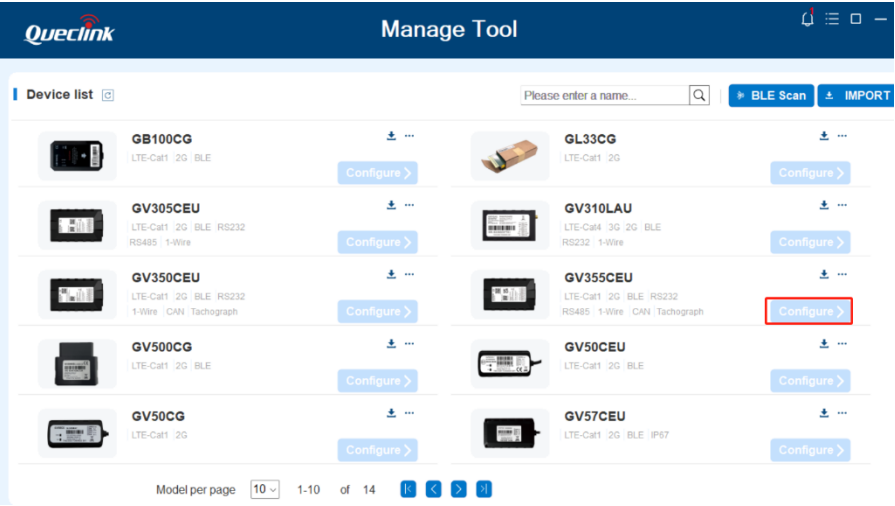 Queclink
Manage Tool
Device list
Please enter a name...
BLE Scan
IMPORT
GB100CG
LTE-Cat1 2G BLE
Configure
GL33CG
LTE-Cat1 2G
Configure
GV305CEU
LTE-Cat1 2G BLE RS232
RS485 1-Wire
Configure
GV310LAU
LTE-Cat4 3G 2G BLE
RS232 1-Wire
Configure
GV350CEU
LTE-Cat1 2G BLE RS232
1-Wire CAN Tachograph
Configure
GV355CEU
LTE-Cat1 2G BLE RS232
RS485 1-Wire CAN Tachograph
Configure
GV500CG
LTE-Cat1 2G BLE
Configure
GV50CEU
LTE-Cat1 2G BLE
Configure
GV50CG
LTE-Cat1 2G
Configure
GV57CEU
LTE-Cat1 2G BLE IP67
Configure
Model per page 10 1-10 of 14